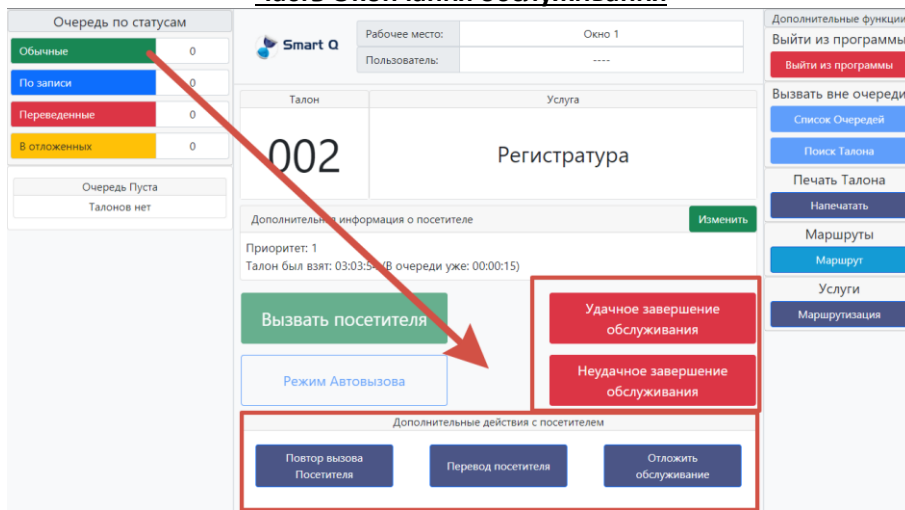 Часть Окончания обслуживания
Очередь по статусам
Обычные 0
По записи 0
Переведенные 0
В отложенных 0
Очередь Пуста
Талонов нет
Smart Q
Рабочее место: Окно 1
Пользователь: ----
Талон Услуга
002 Регистратура
Дополнительная информация о посетителе Изменить
Приоритет: 1
Талон был взят: 03:03:54 (В очереди уже: 00:00:15)
Вызвать посетителя
Удачное завершение
обслуживания
Режим Автовызова
Неудачное завершение
обслуживания
Дополнительные действия с посетителем
Повтор вызова
Посетителя
Перевод посетителя
Отложить
обслуживание
Дополнительные функции
Выйти из программы
Выйти из программы
Вызвать вне очереди
Список Очередей
Поиск Талона
Печать Талона
Напечатать
Маршруты
Маршрут
Услуги
Маршрутизация